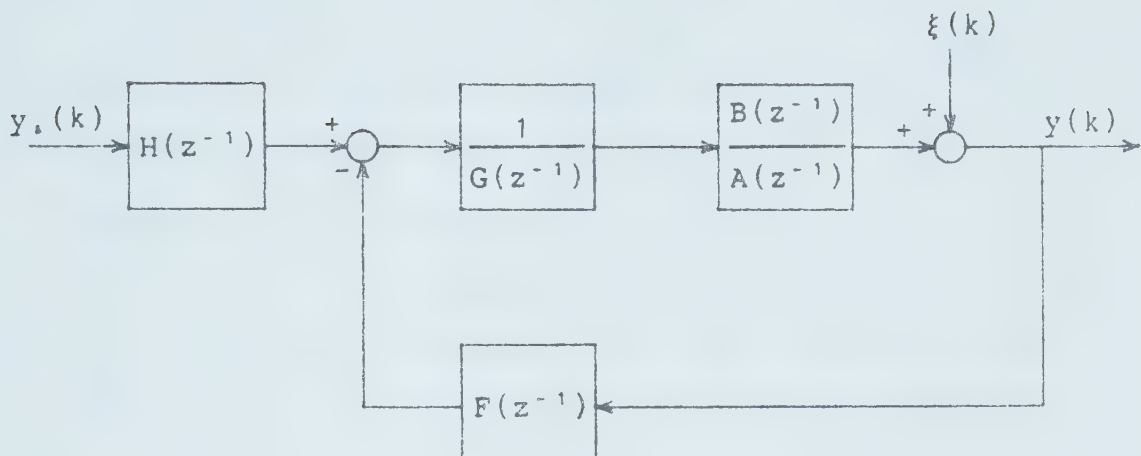 ξ(k)
y₊(k)
H(z⁻¹)
+
-
1
G(z⁻¹)
B(z⁻¹)
A(z⁻¹)
+
+
y(k)
F(z⁻¹)